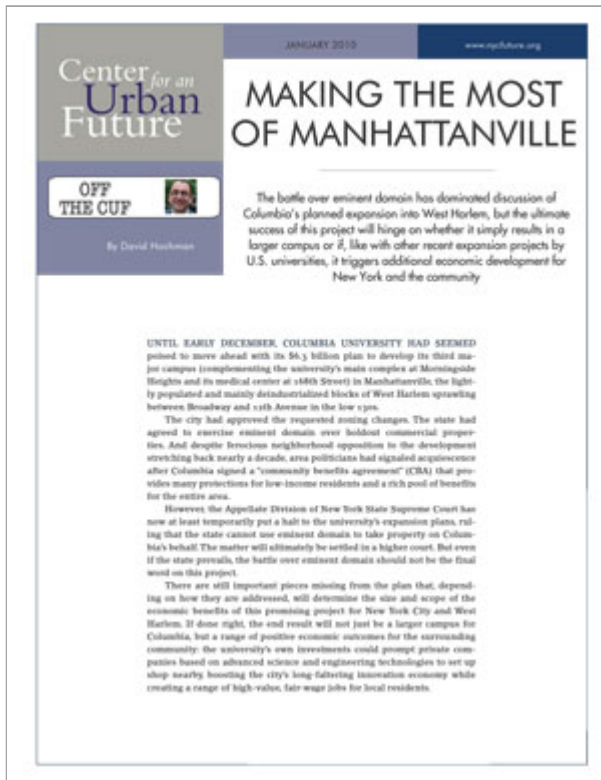 JANUARY 2010
www.nycfuture.org
Center for an
Urban
Future
MAKING THE MOST
OF MANHATTANVILLE
OFF
THE CUF
By David Hochman
The battle over eminent domain has dominated discussion of
Columbia's planned expansion into West Harlem, but the ultimate
success of this project will hinge on whether it simply results in a
larger campus or if, like with other recent expansion projects by
U.S. universities, it triggers additional economic development for
New York and the community
UNTIL EARLY DECEMBER, COLUMBIA UNIVERSITY HAD SEEMED
poised to move ahead with its $6.3 billion plan to develop its third ma-
jor campus (complementing the university's main complex at Morningside
Heights and its medical center at 168th Street) in Manhattanville, the light-
ly populated and mainly deindustrialized blocks of West Harlem sprawling
between Broadway and 12th Avenue in the low 130s.
The city had approved the requested zoning changes. The state had
agreed to exercise eminent domain over holdout commercial proper-
ties. And despite ferocious neighborhood opposition to the development
stretching back nearly a decade, area politicians had signaled acquiescence
after Columbia signed a "community benefits agreement" (CBA) that pro-
vides many protections for low-income residents and a rich pool of benefits
for the entire area.
However, the Appellate Division of New York State Supreme Court has
now at least temporarily put a halt to the university's expansion plans, rul-
ing that the state cannot use eminent domain to take property on Colum-
bia's behalf. The matter will ultimately be settled in a higher court. But even
if the state prevails, the battle over eminent domain should not be the final
word on this project.
There are still important pieces missing from the plan that, depend-
ing on how they are addressed, will determine the size and scope of the
economic benefits of this promising project for New York City and West
Harlem. If done right, the end result will not just be a larger campus for
Columbia, but a range of positive economic outcomes for the surrounding
community: the university's own investments could prompt private com-
panies based on advanced science and engineering technologies to set up
shop nearby, boosting the city's long-faltering innovation economy while
creating a range of high-value, fair-wage jobs for local residents.